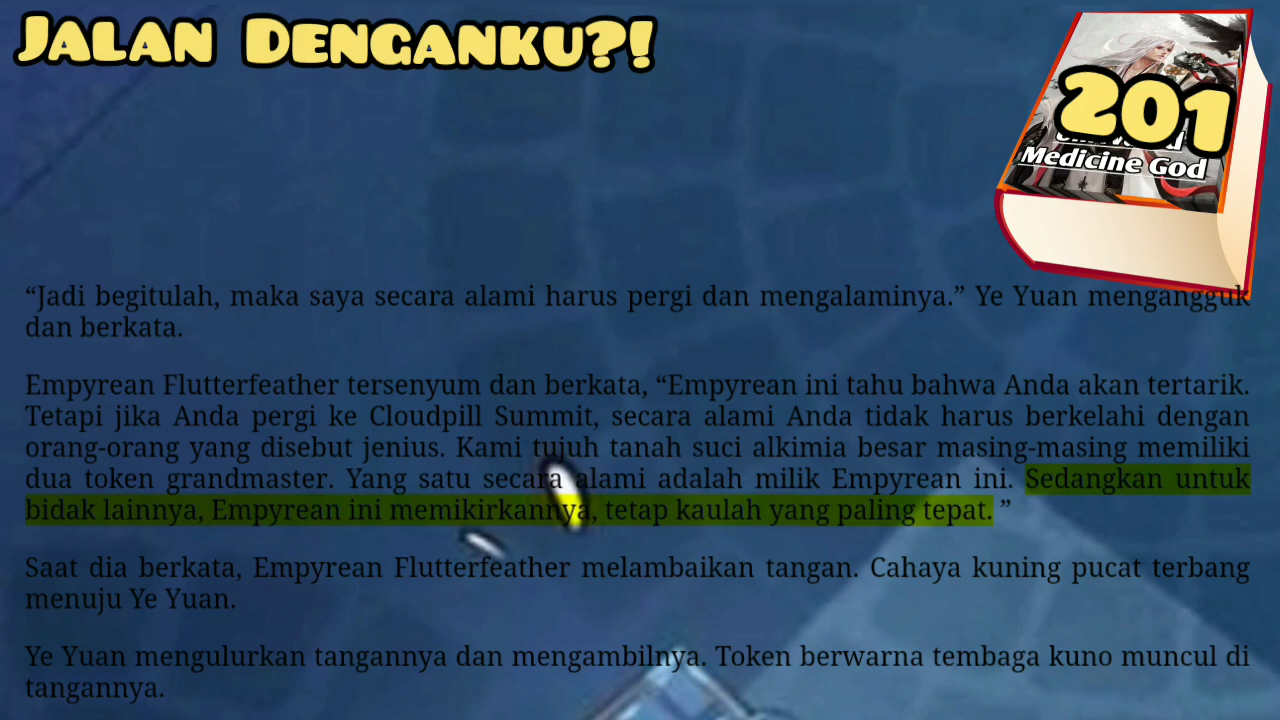 JALAN DENGANKU?!
201
Medicine God
“Jadi begitulah, maka saya secara alami harus pergi dan mengalaminya.” Ye Yuan mengangguk
dan berkata.
Empyrean Flutterfeather tersenyum dan berkata, “Empyrean ini tahu bahwa Anda akan tertarik.
Tetapi jika Anda pergi ke Cloudpill Summit, secara alami Anda tidak harus berkelahi dengan
orang-orang yang disebut jenius. Kami tujuh tanah suci alkimia besar masing-masing memiliki
dua token grandmaster. Yang satu secara alami adalah milik Empyrean ini. Sedangkan untuk
bidak lainnya, Empyrean ini memikirkannya, tetap kaulah yang paling tepat. ”
Saat dia berkata, Empyrean Flutterfeather melambaikan tangan. Cahaya kuning pucat terbang
menuju Ye Yuan.
Ye Yuan mengulurkan tangannya dan mengambilnya. Token berwarna tembaga kuno muncul di
tangannya.